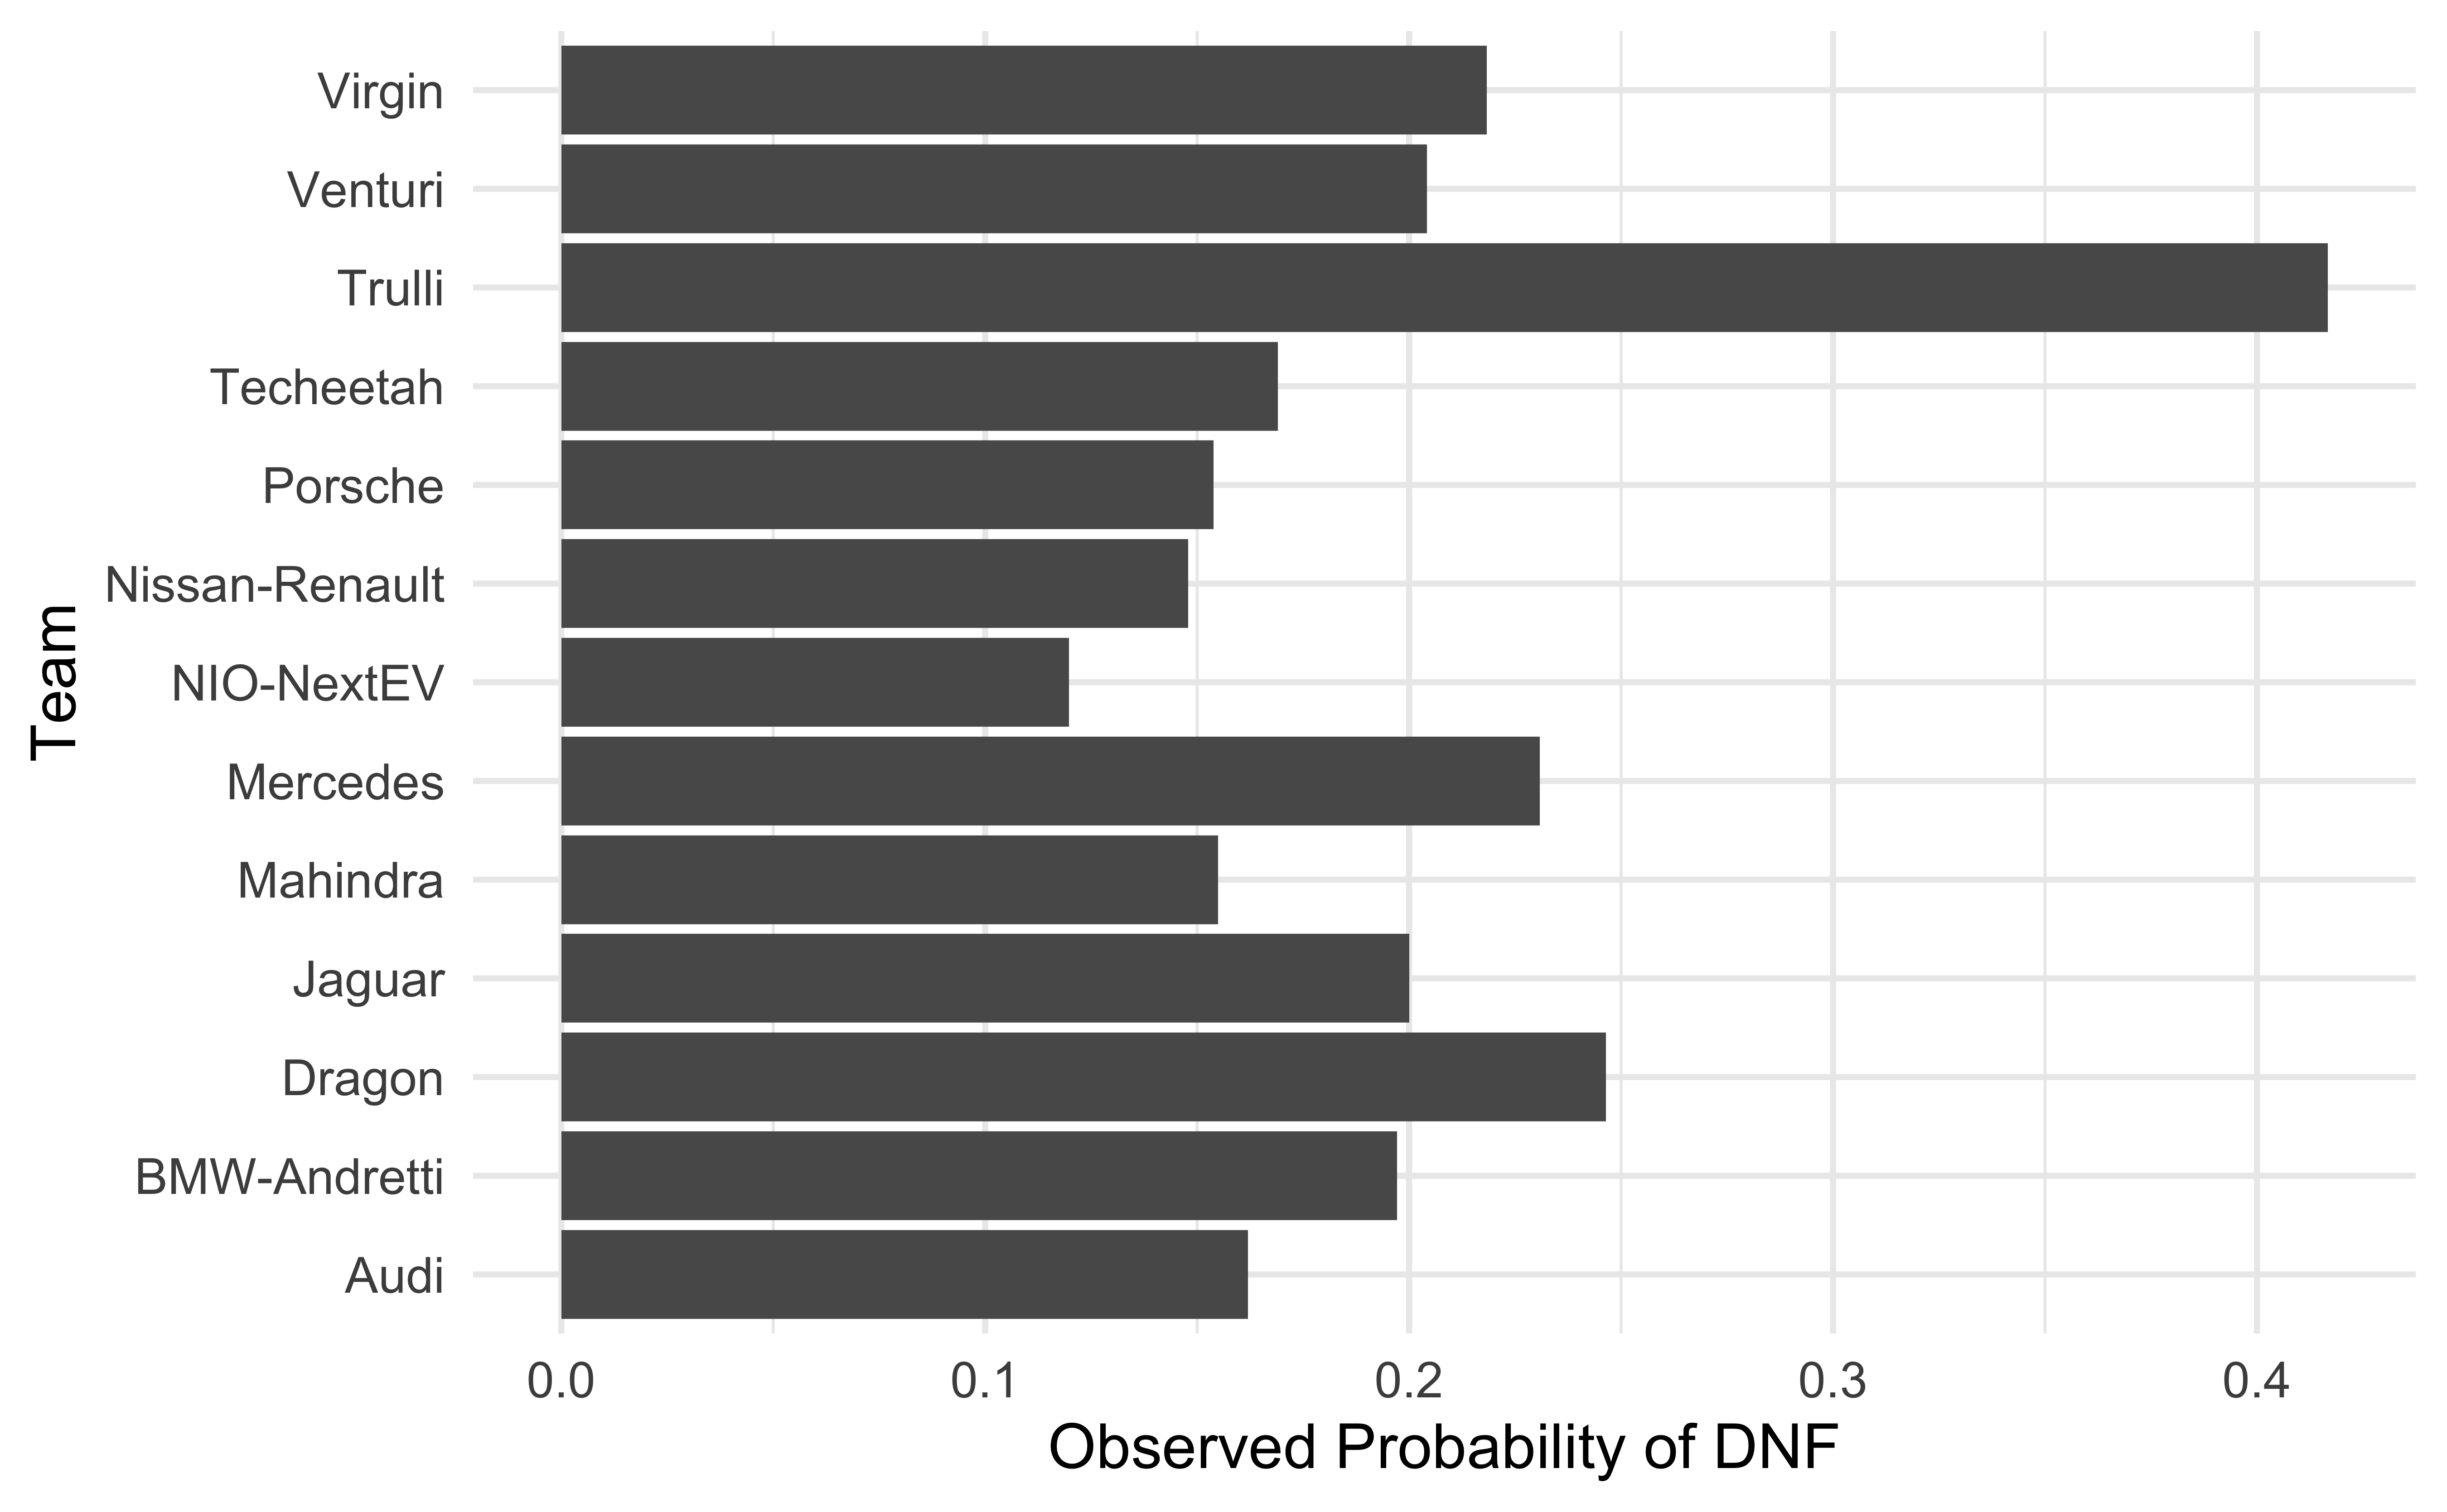 Team
Virgin
Venturi
Trulli
Techeetah
Porsche
Nissan-Renault
NIO-NextEV
Mercedes
Mahindra
Jaguar
Dragon
BMW-Andretti
Audi
0.0 0.1 0.2 0.3 0.4
Observed Probability of DNF